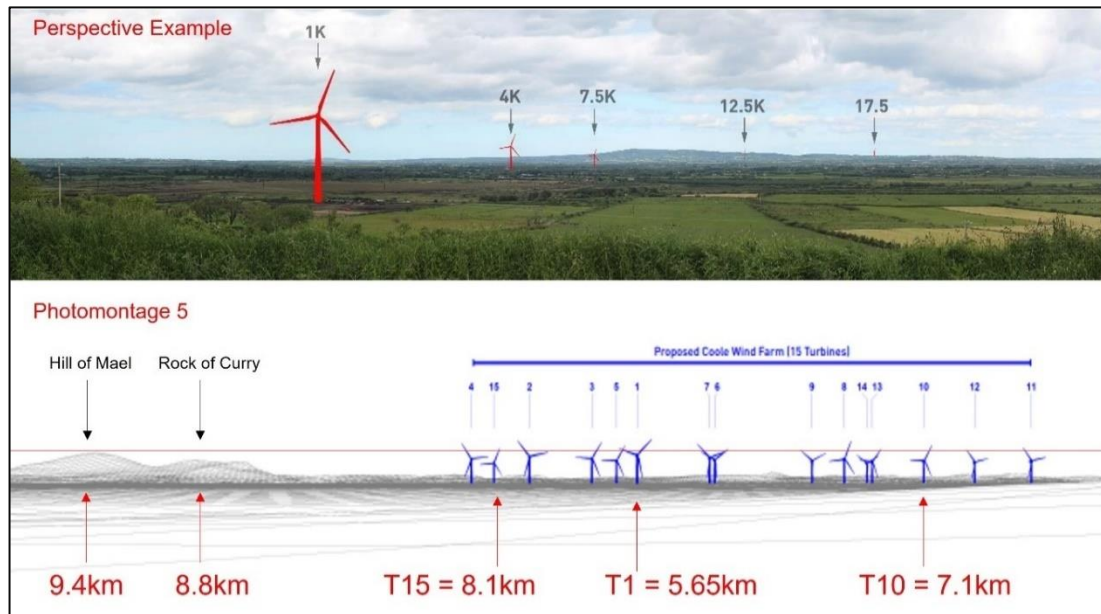 Perspective Example
1K
4K
7.5K
12.5K
17.5
Photomontage 5
Hill of Mael
Rock of Curry
Proposed Coole Wind Farm (15 Turbines)
4 15 2 3 5 1 7 6 9 8 14 13 10 12 11
9.4km
8.8km
T15 = 8.1km
T1 = 5.65km
T10 = 7.1km